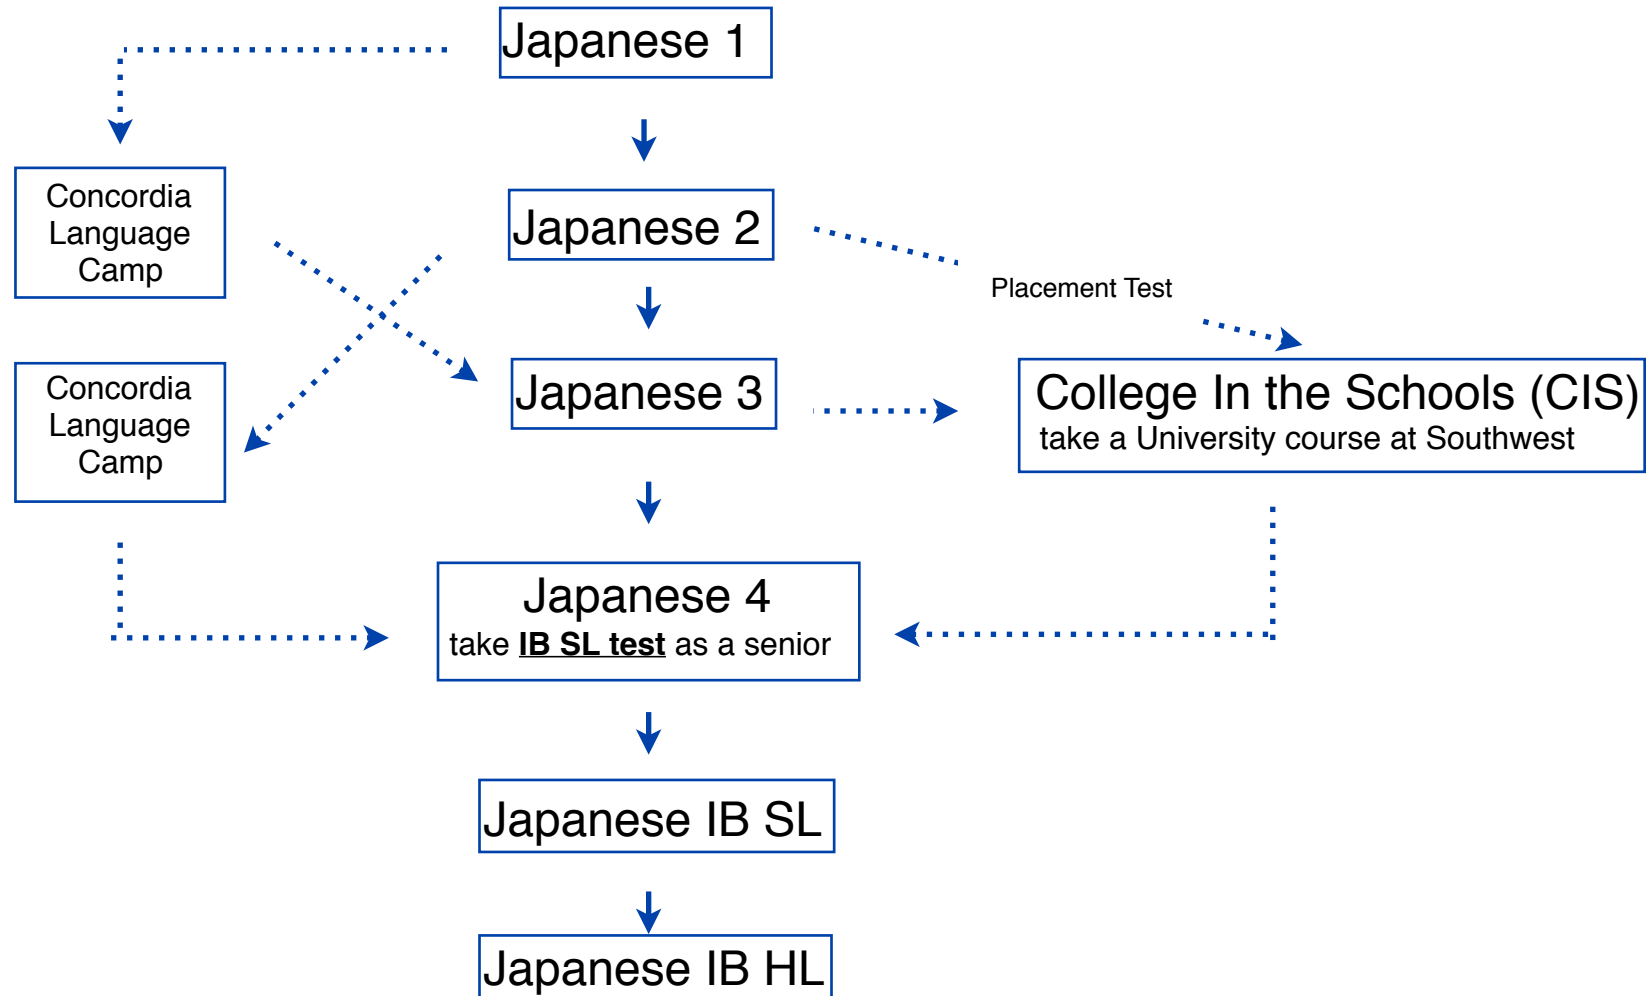 Japanese 1
Concordia
Language
Camp
Japanese 2
Placement Test
Concordia
Language
Camp
Japanese 3
College In the Schools (CIS)
take a University course at Southwest
Japanese 4
take IB SL test as a senior
Japanese IB SL
Japanese IB HL